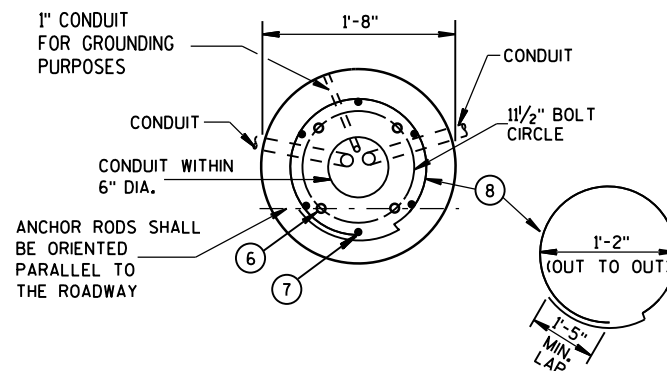 1" CONDUIT
FOR GROUNDING
PURPOSES
1'-8"
CONDUIT
CONDUIT
11½" BOLT
CIRCLE
CONDUIT WITHIN
6" DIA.
8
ANCHOR RODS SHALL
BE ORIENTED
PARALLEL TO
THE ROADWAY
6
7
1'-2"
(OUT TO OUT)
1'-5"
MIN.
LAP